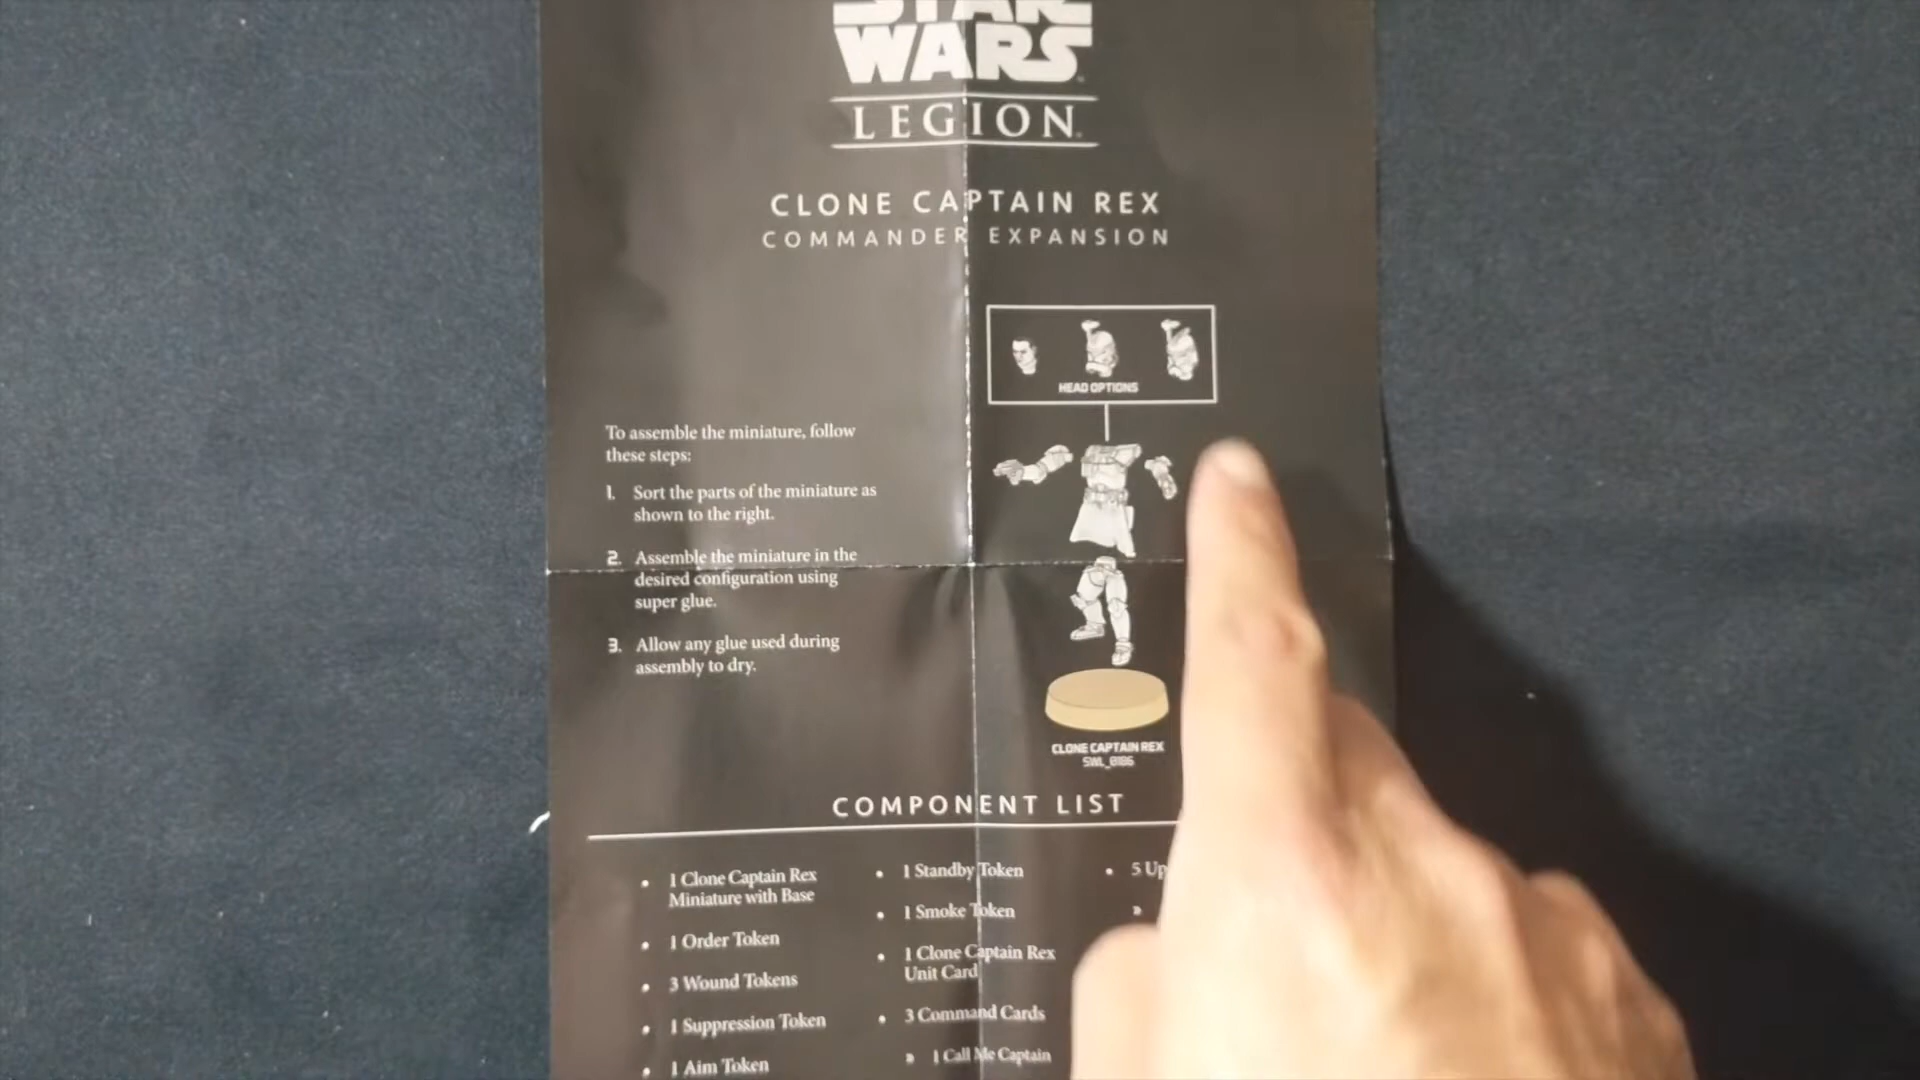 STAR
WARS
LEGION
CLONE CAPTAIN REX
COMMANDER EXPANSION
HEAD OPTIONS
To assemble the miniature, follow
these steps:
1. Sort the parts of the miniature as
shown to the right.
2. Assemble the miniature in the
desired configuration using
super glue.
3. Allow any glue used during
assembly to dry.
CLONE CAPTAIN REX
SWL_0186
COMPONENT LIST
• 1 Clone Captain Rex
Miniature with Base
• 1 Order Token
• 3 Wound Tokens
• 1 Suppression Token
• 1 Aim Token
• 1 Standby Token
• 1 Smoke Token
• 1 Clone Captain Rex
Unit Card
• 3 Command Cards
» 1 Call Me Captain
• 5 Up
»